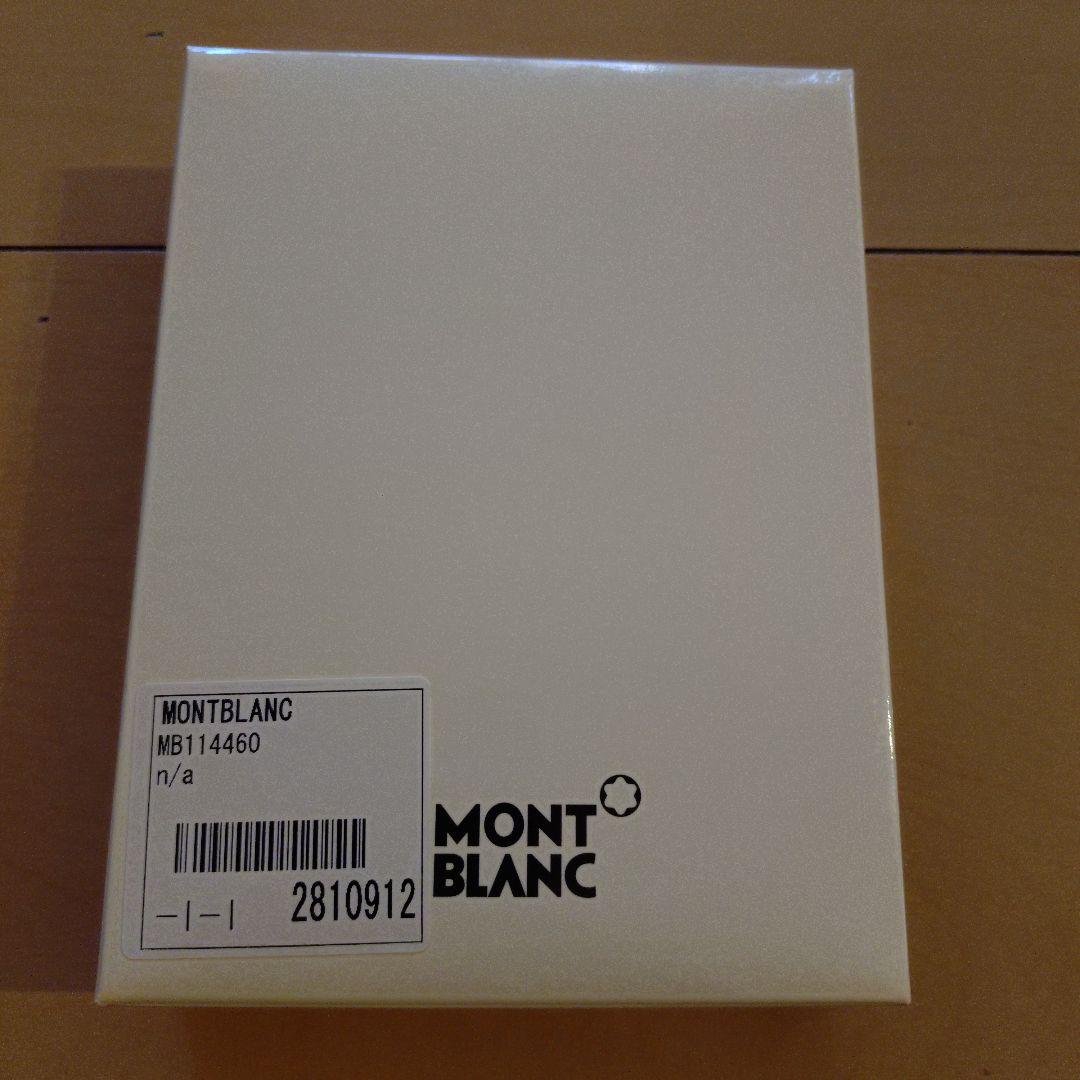 MONTBLANC
MB114460
n/a
—|—|
2810912
MONT
BLANC